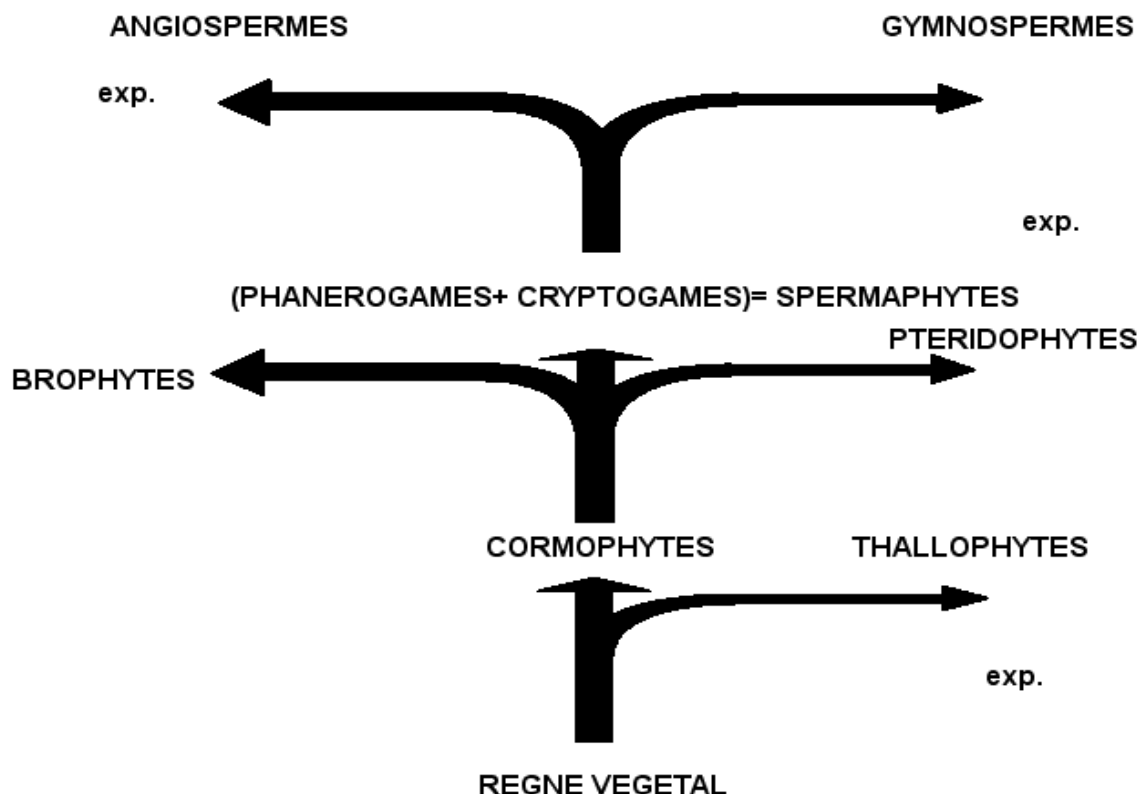 ANGIOSPERMES GYMNOSPERMES
exp.
exp.
(PHANEROGAMES+ CRYPTOGAMES)= SPERMAPHYTES
PTERIDOPHYTES
BROPHYTES
CORMOPHYTES THALLOPHYTES
exp.
REGNE VEGETAL